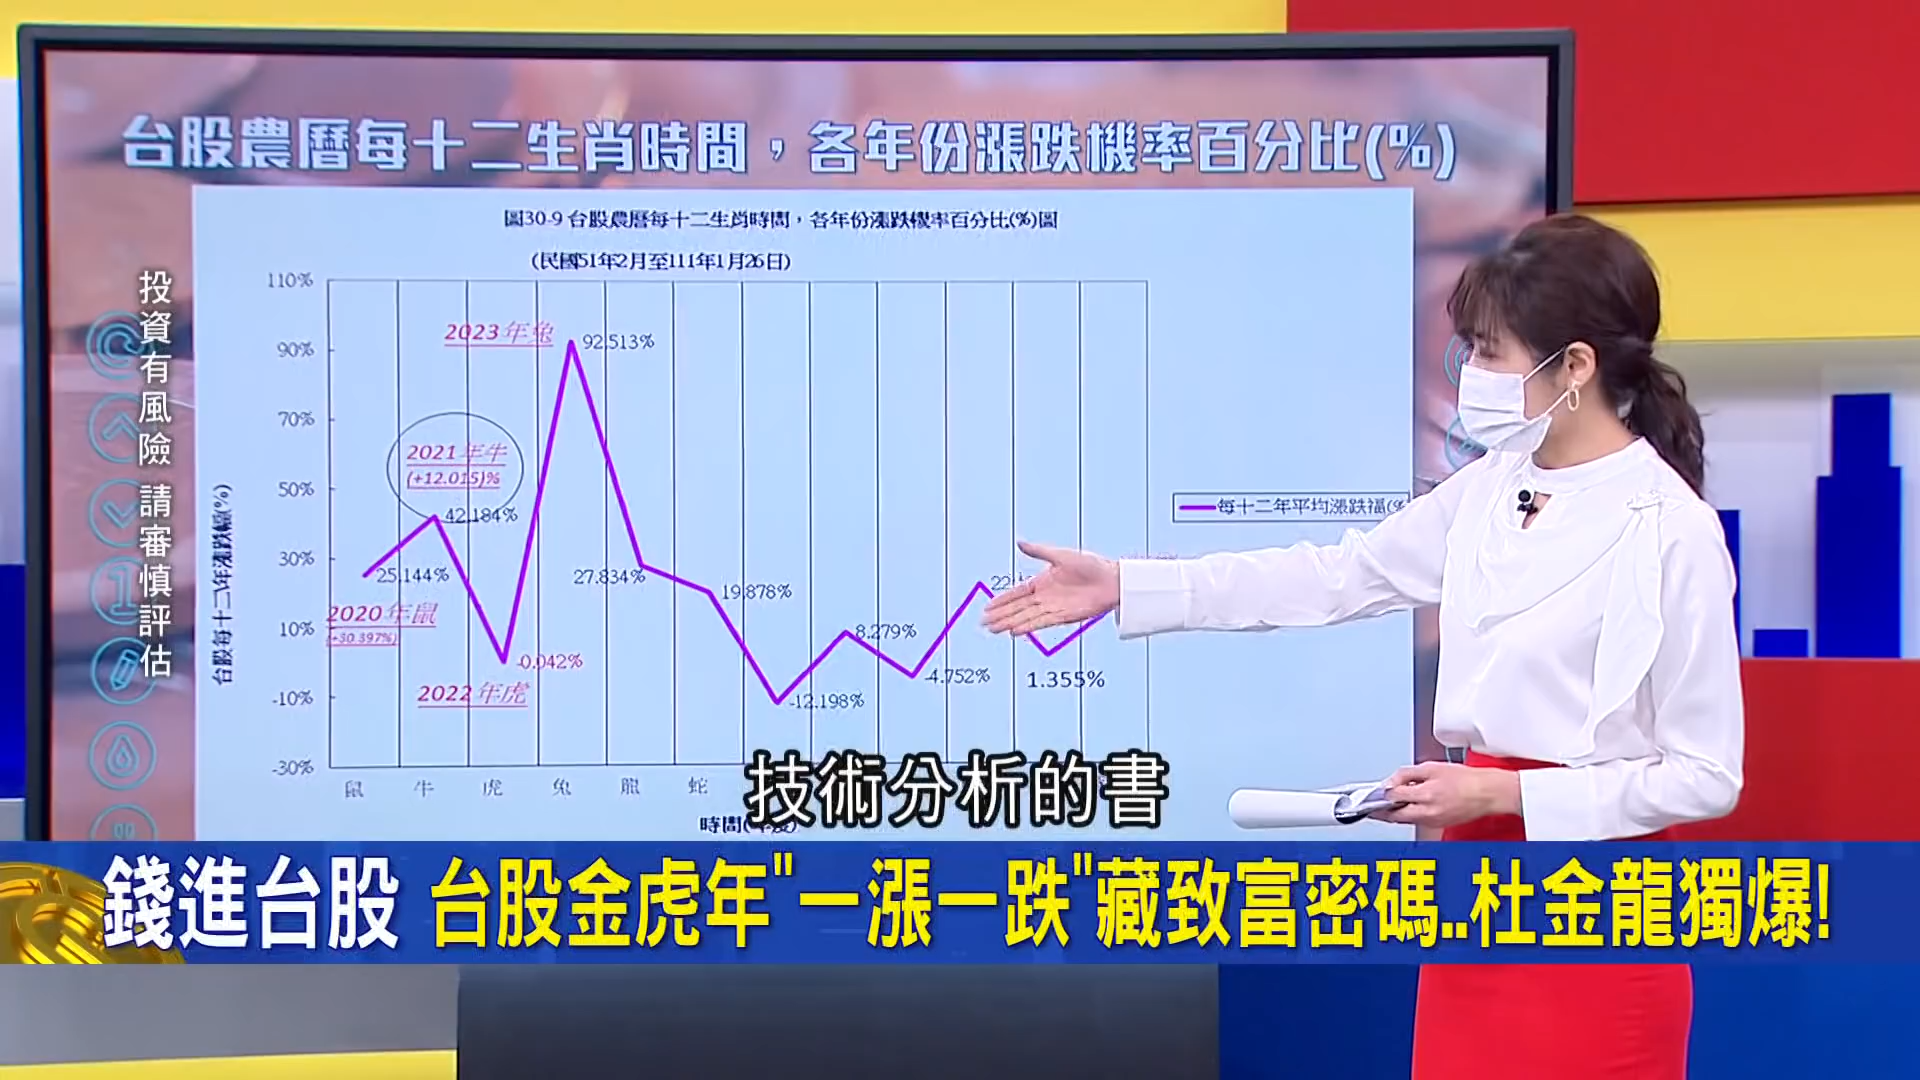 台股農曆每十二生肖時間，各年份漲跌機率百分比(%)
圖30-9 台股農曆每十二生肖時間，各年份漲跌機率百分比(%)圖
(民國51年2月至111年1月26日)
投資有風險 請審慎評估
台股每十二年漲跌幅(%)
110%
90%
70%
50%
30%
10%
-10%
-30%
2023年兔
92.513%
2021年牛
(+12.015)%
42.184%
每十二年平均漲跌福(%
25.144%
27.834%
19.878%
22
2020年鼠
(+30.397%)
8.279%
-0.042%
-4.752%
1.355%
2022年虎
-12.198%
鼠 牛 虎 兔 龍 蛇
時間(
技術分析的書
錢進台股 台股金虎年"一漲一跌"藏致富密碼..杜金龍獨爆!